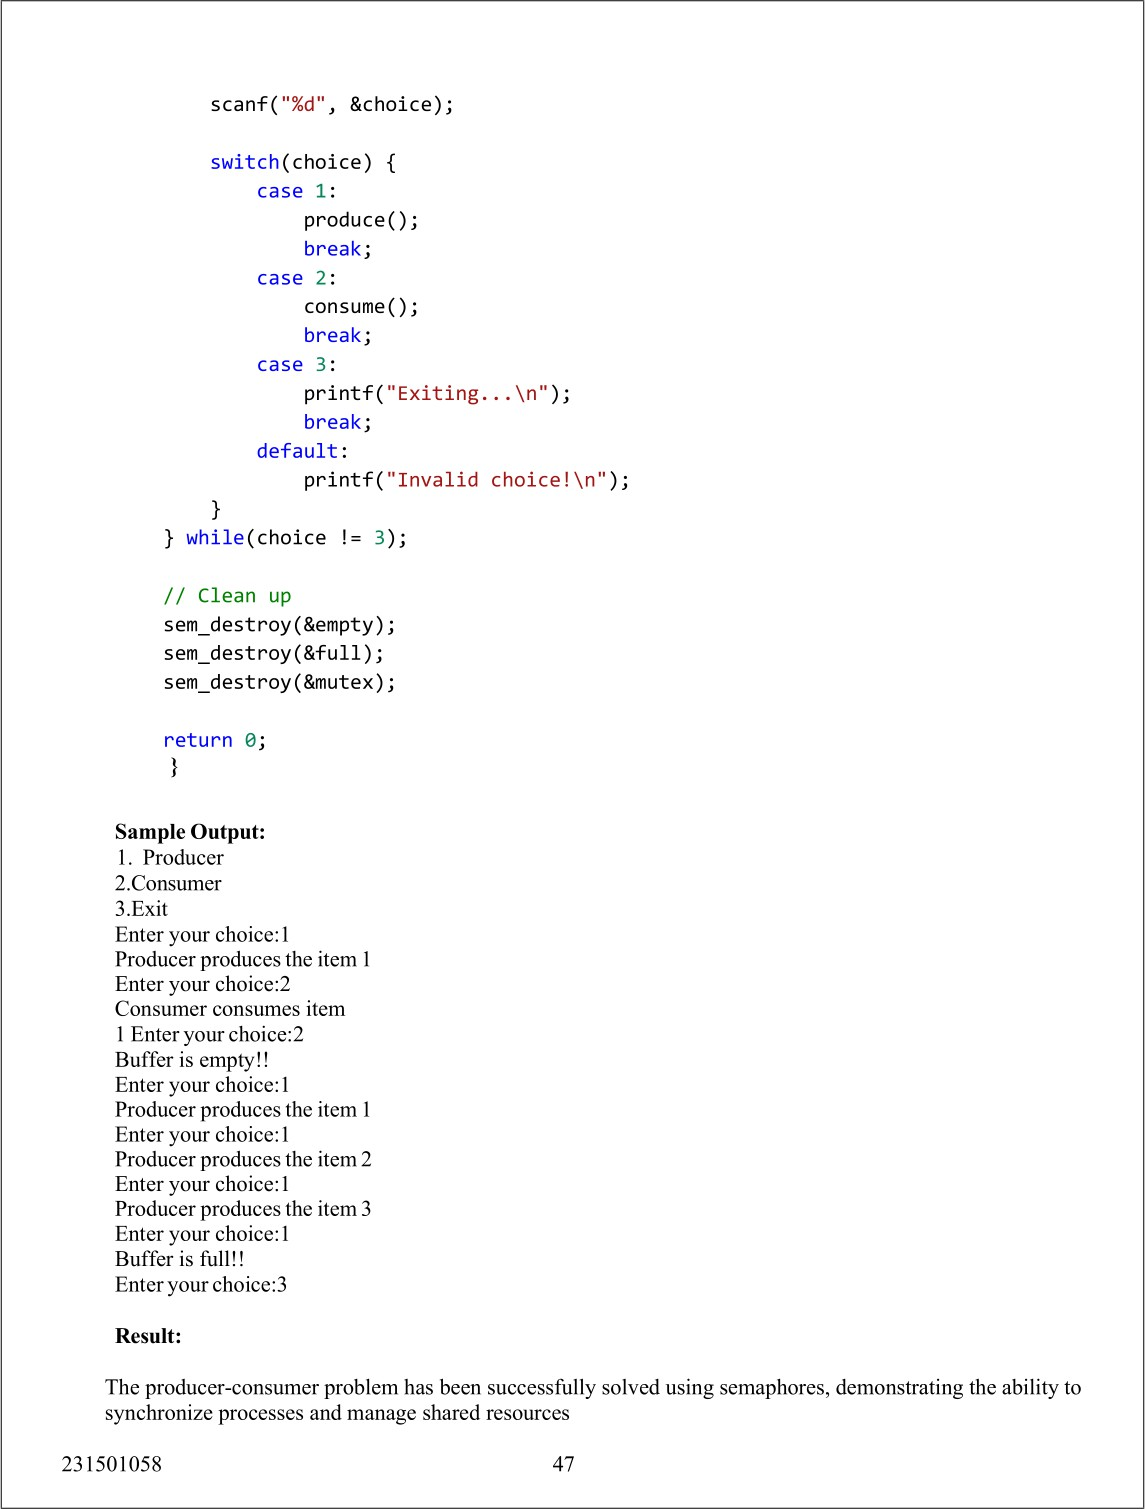 scanf("%d", &choice);
switch(choice) {
case 1:
produce();
break;
case 2:
consume();
break;
case 3:
printf("Exiting...\n");
break;
default:
printf("Invalid choice!\n");
}
} while(choice != 3);
// Clean up
sem_destroy(&empty);
sem_destroy(&full);
sem_destroy(&mutex);
return 0;
}
Sample Output:
1. Producer
2.Consumer
3.Exit
Enter your choice:1
Producer produces the item 1
Enter your choice:2
Consumer consumes item
1 Enter your choice:2
Buffer is empty!!
Enter your choice:1
Producer produces the item 1
Enter your choice:1
Producer produces the item 2
Enter your choice:1
Producer produces the item 3
Enter your choice:1
Buffer is full!!
Enter your choice:3
Result:
The producer-consumer problem has been successfully solved using semaphores, demonstrating the ability to
synchronize processes and manage shared resources
231501058 47